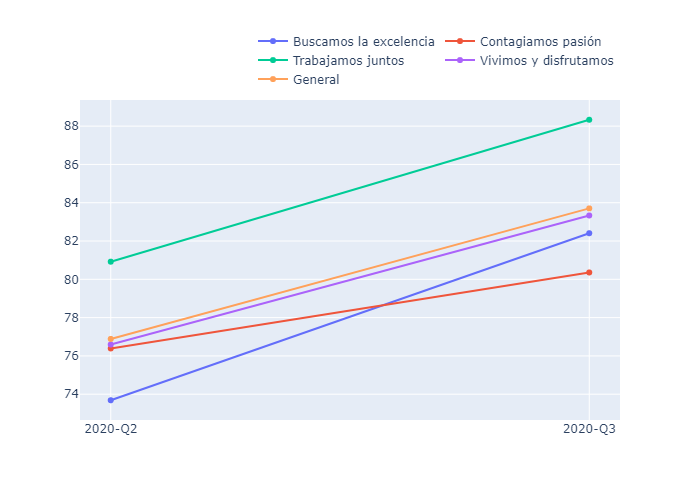 Buscamos la excelencia Contagiamos pasión
Trabajamos juntos Vivimos y disfrutamos
General
88
86
84
82
80
78
76
74
2020-Q2 2020-Q3